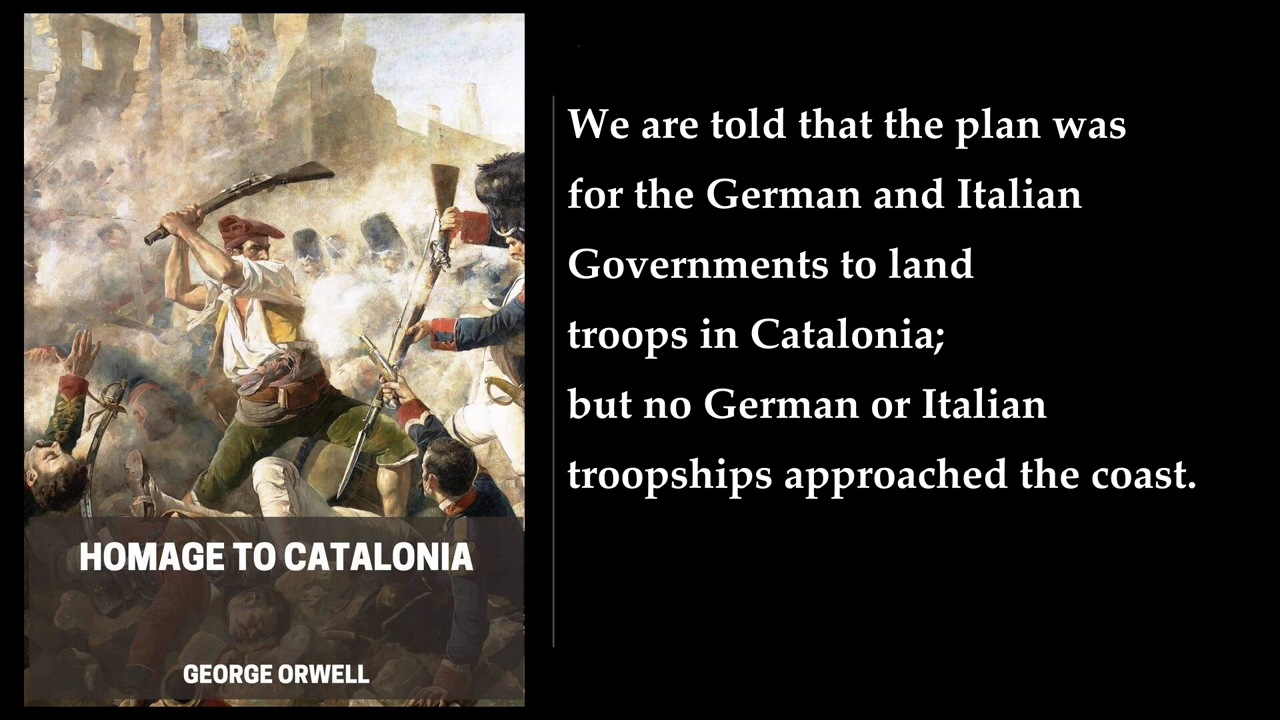 HOMAGE TO CATALONIA
GEORGE ORWELL
We are told that the plan was
for the German and Italian
Governments to land
troops in Catalonia;
but no German or Italian
troopships approached the coast.